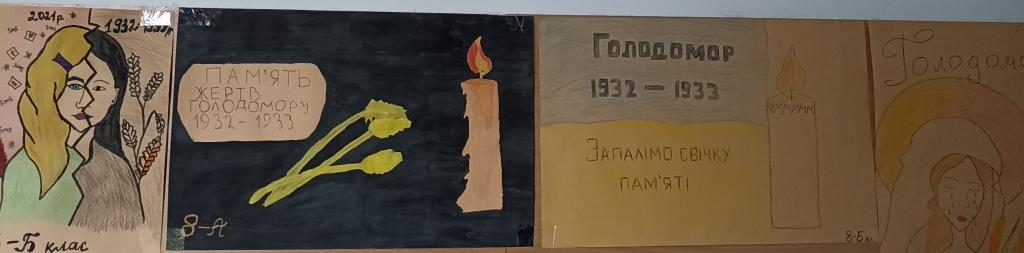 2021р
1932-1933р
-Б клас
ПАМ'ЯТЬ
ЖЕРТВ
ГОЛОДОМОРУ
1932-1933
8-А
Голодомор
1932 — 1933
Запалімо свічку
пам'яті
8-Б кл
Голодомо